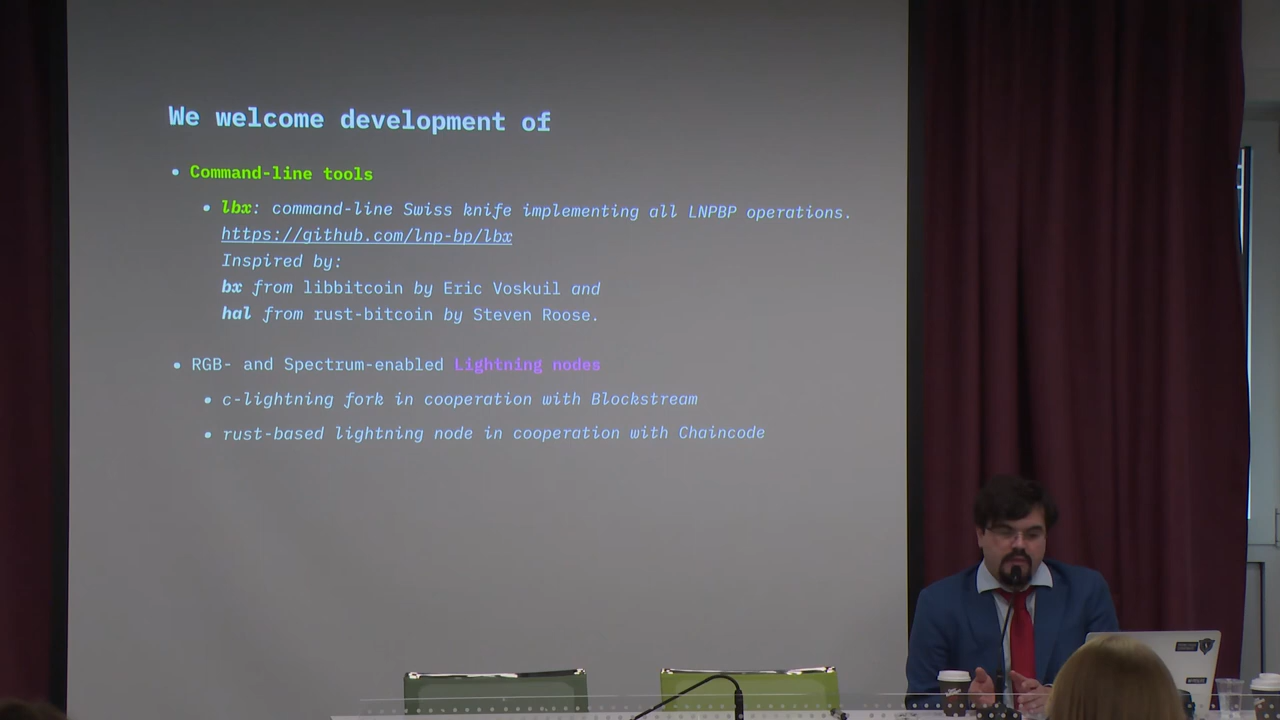 We welcome development of
• Command-line tools
• lbx: command-line Swiss knife implementing all LNPBP operations.
https://github.com/lnp-bp/lbx
Inspired by:
bx from libbitcoin by Eric Voskuil and
hal from rust-bitcoin by Steven Roose.
• RGB- and Spectrum-enabled Lightning nodes
• c-lightning fork in cooperation with Blockstream
• rust-based lightning node in cooperation with Chaincode